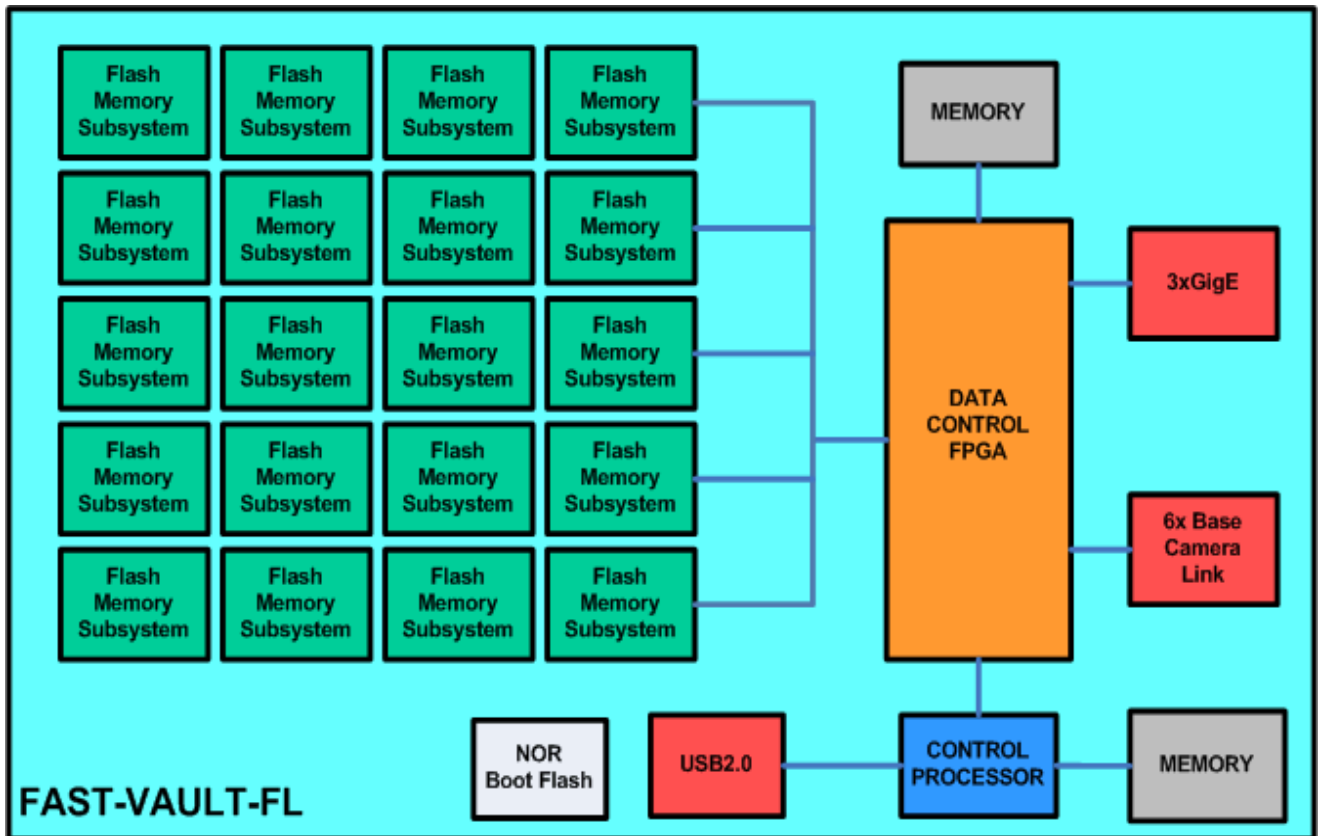 Flash
Memory
Subsystem
Flash
Memory
Subsystem
Flash
Memory
Subsystem
Flash
Memory
Subsystem
MEMORY
Flash
Memory
Subsystem
Flash
Memory
Subsystem
Flash
Memory
Subsystem
Flash
Memory
Subsystem
3xGigE
Flash
Memory
Subsystem
Flash
Memory
Subsystem
Flash
Memory
Subsystem
Flash
Memory
Subsystem
DATA
CONTROL
FPGA
Flash
Memory
Subsystem
Flash
Memory
Subsystem
Flash
Memory
Subsystem
Flash
Memory
Subsystem
6x Base
Camera
Link
Flash
Memory
Subsystem
Flash
Memory
Subsystem
Flash
Memory
Subsystem
Flash
Memory
Subsystem
NOR
Boot Flash
USB2.0
CONTROL
PROCESSOR
MEMORY
FAST-VAULT-FL